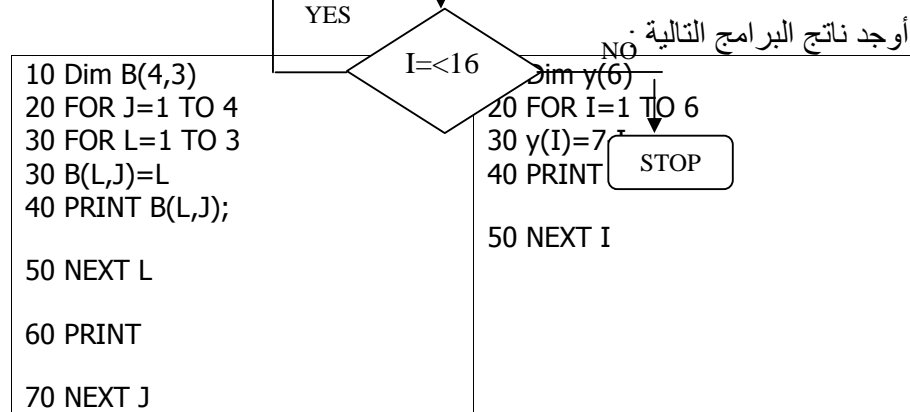 YES
أوجد ناتج البرامج التالية :
I=<16
NO
10 Dim B(4,3)
20 FOR J=1 TO 4
30 FOR L=1 TO 3
30 B(L,J)=L
40 PRINT B(L,J);
50 NEXT L
60 PRINT
70 NEXT J
Dim y(6)
20 FOR I=1 TO 6
30 y(I)=7
40 PRINT
STOP
50 NEXT I